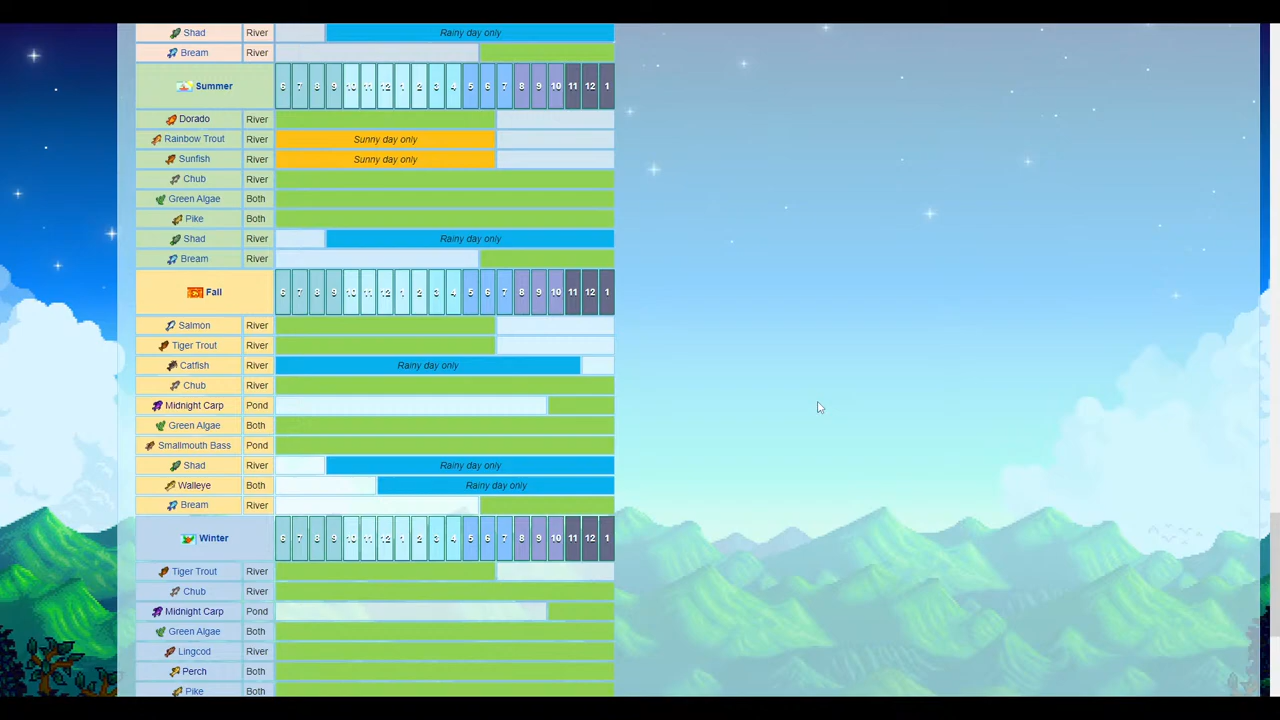 Shad River Rainy day only
Bream River
Summer 6 7 8 9 10 11 12 1 2 3 4 5 6 7 8 9 10 11 12 1
Dorado River
Rainbow Trout River Sunny day only
Sunfish River Sunny day only
Chub River
Green Algae Both
Pike Both
Shad River Rainy day only
Bream River
Fall 6 7 8 9 10 11 12 1 2 3 4 5 6 7 8 9 10 11 12 1
Salmon River
Tiger Trout River
Catfish River Rainy day only
Chub River
Midnight Carp Pond
Green Algae Both
Smallmouth Bass Pond
Shad River Rainy day only
Walleye Both Rainy day only
Bream River
Winter 6 7 8 9 10 11 12 1 2 3 4 5 6 7 8 9 10 11 12 1
Tiger Trout River
Chub River
Midnight Carp Pond
Green Algae Both
Lingcod River
Perch Both
Pike Both